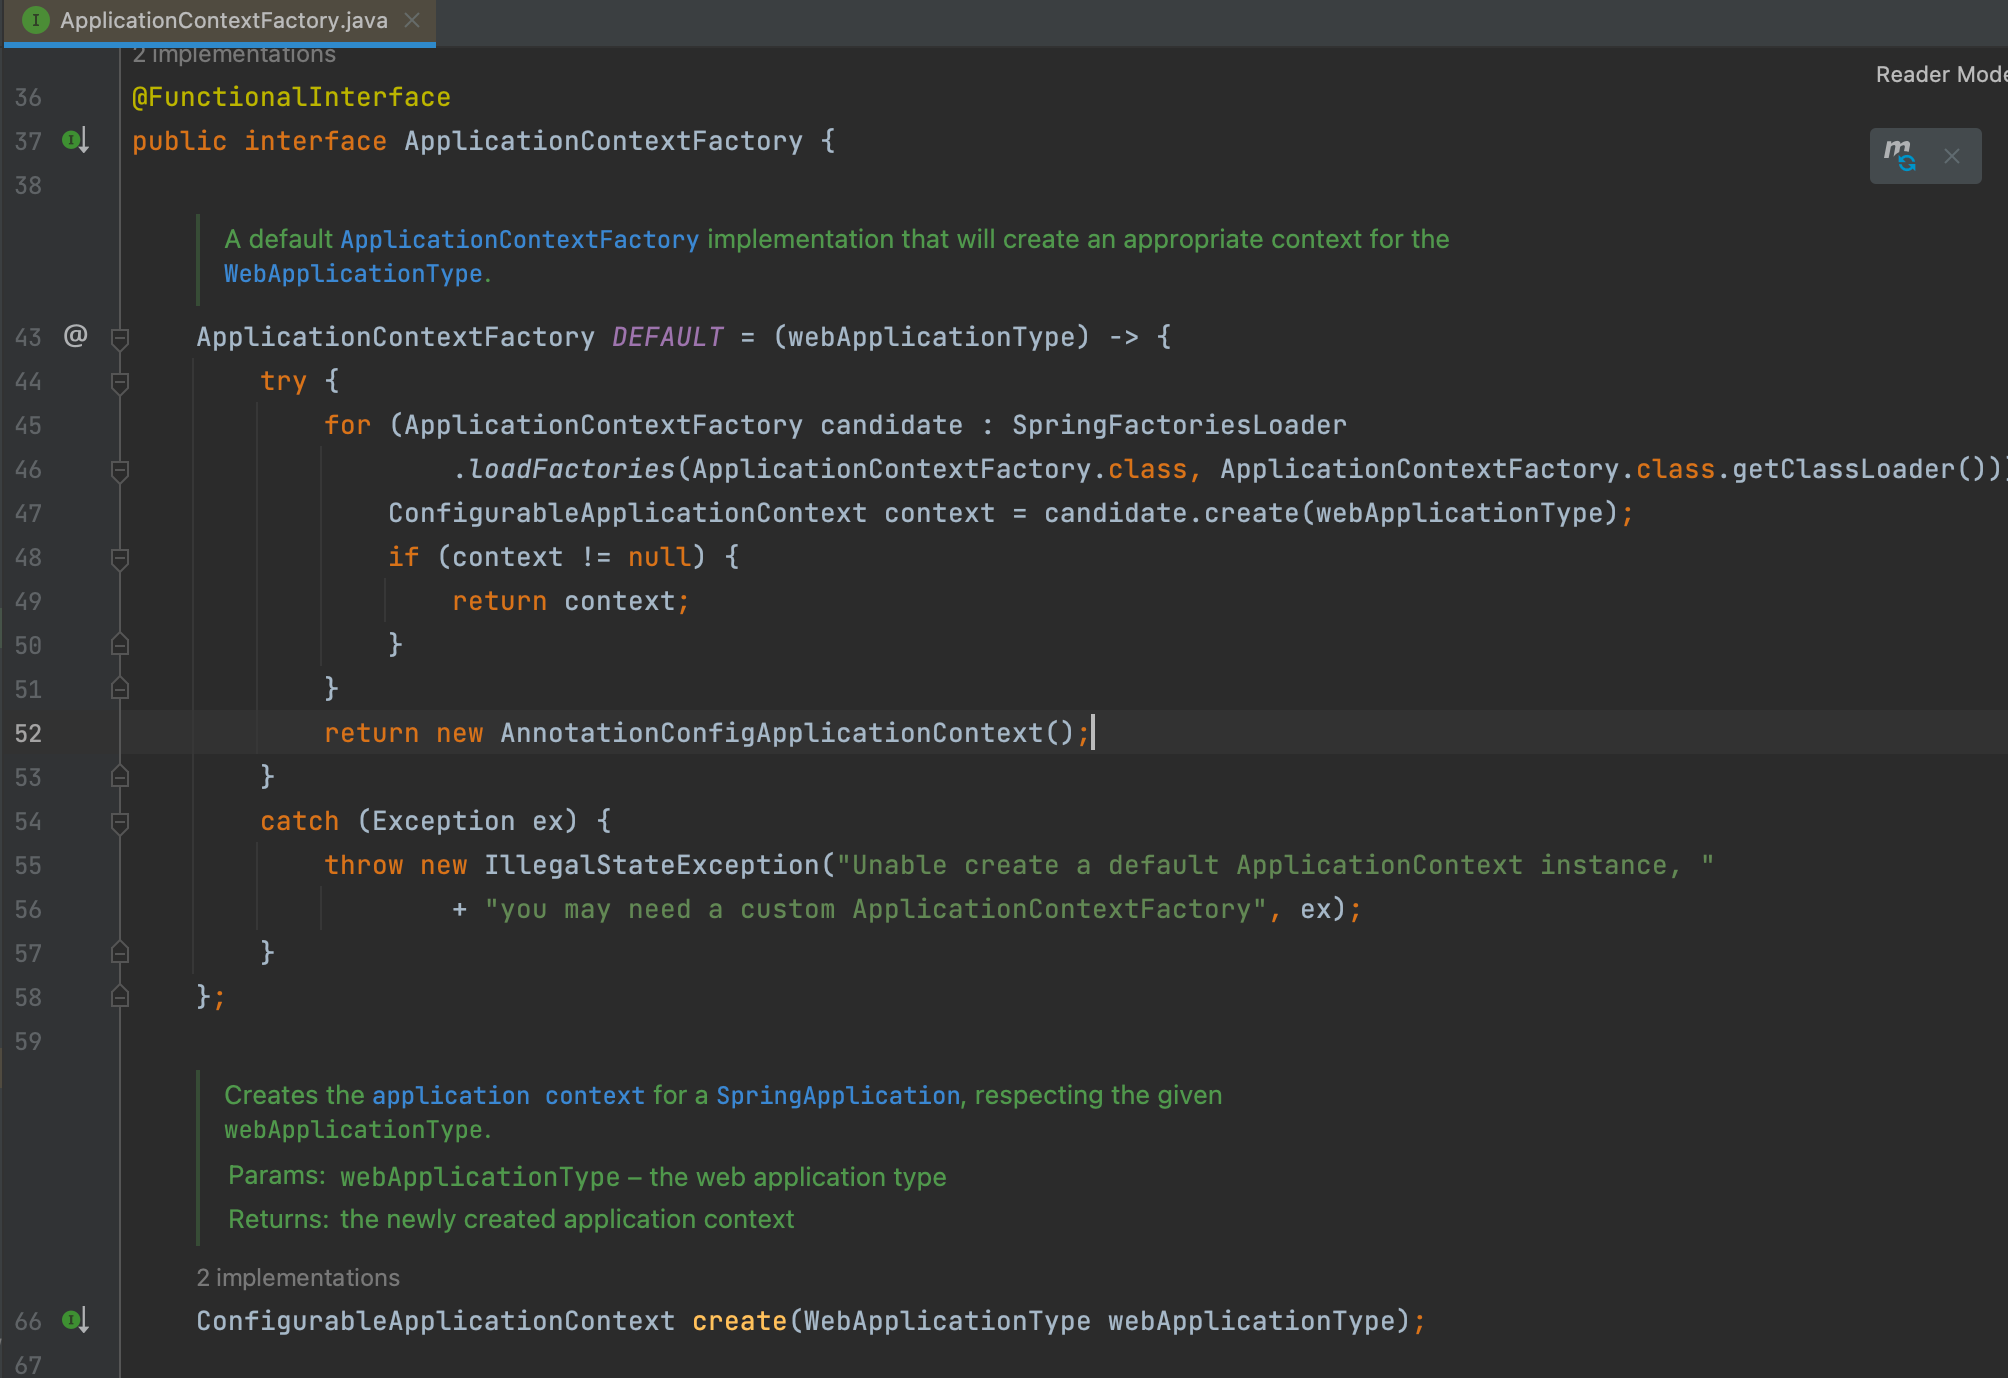 ApplicationContextFactory.java
2 implementations
Reader Mode
36 @FunctionalInterface
37 public interface ApplicationContextFactory {
38
A default ApplicationContextFactory implementation that will create an appropriate context for the
WebApplicationType.
43 @ ApplicationContextFactory DEFAULT = (webApplicationType) -> {
44 try {
45 for (ApplicationContextFactory candidate : SpringFactoriesLoader
46 .loadFactories(ApplicationContextFactory.class, ApplicationContextFactory.class.getClassLoader()))
47 ConfigurableApplicationContext context = candidate.create(webApplicationType);
48 if (context != null) {
49 return context;
50 }
51 }
52 return new AnnotationConfigApplicationContext();
53 }
54 catch (Exception ex) {
55 throw new IllegalStateException("Unable create a default ApplicationContext instance, "
56 + "you may need a custom ApplicationContextFactory", ex);
57 }
58 };
59
Creates the application context for a SpringApplication, respecting the given
webApplicationType.
Params: webApplicationType – the web application type
Returns: the newly created application context
2 implementations
66 ConfigurableApplicationContext create(WebApplicationType webApplicationType);
67